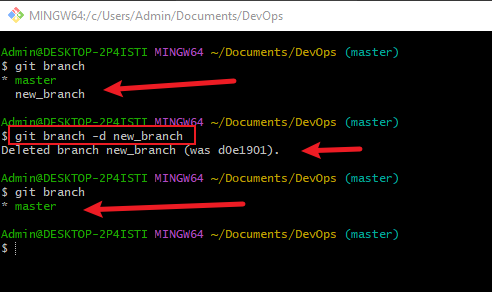 MINGW64:/c/Users/Admin/Documents/DevOps
Admin@DESKTOP-2P4ISTI MINGW64 ~/Documents/DevOps (master)
$ git branch
* master
  new_branch
Admin@DESKTOP-2P4ISTI MINGW64 ~/Documents/DevOps (master)
$ git branch -d new_branch
Deleted branch new_branch (was d0e1901).
Admin@DESKTOP-2P4ISTI MINGW64 ~/Documents/DevOps (master)
$ git branch
* master
Admin@DESKTOP-2P4ISTI MINGW64 ~/Documents/DevOps (master)
$